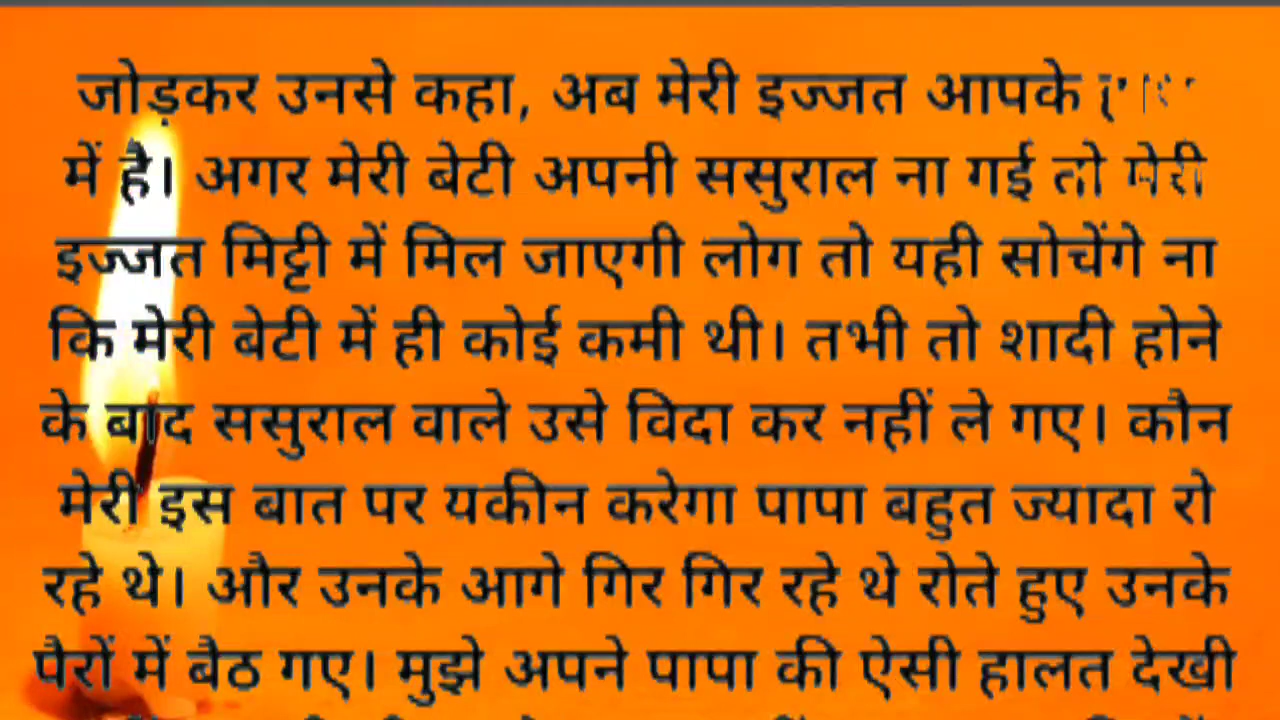 जोड़कर उनसे कहा, अब मेरी इज्जत आपके
में है। अगर मेरी बेटी अपनी ससुराल ना गई तो मेरी
इज्जत मिट्टी में मिल जाएगी लोग तो यही सोचेंगे ना
कि मेरी बेटी में ही कोई कमी थी। तभी तो शादी होने
के बाद ससुराल वाले उसे विदा कर नहीं ले गए। कौन
मेरी इस बात पर यकीन करेगा पापा बहुत ज्यादा रो
रहे थे। और उनके आगे गिर गिर रहे थे रोते हुए उनके
पैरों में बैठ गए। मुझे अपने पापा की ऐसी हालत देखी